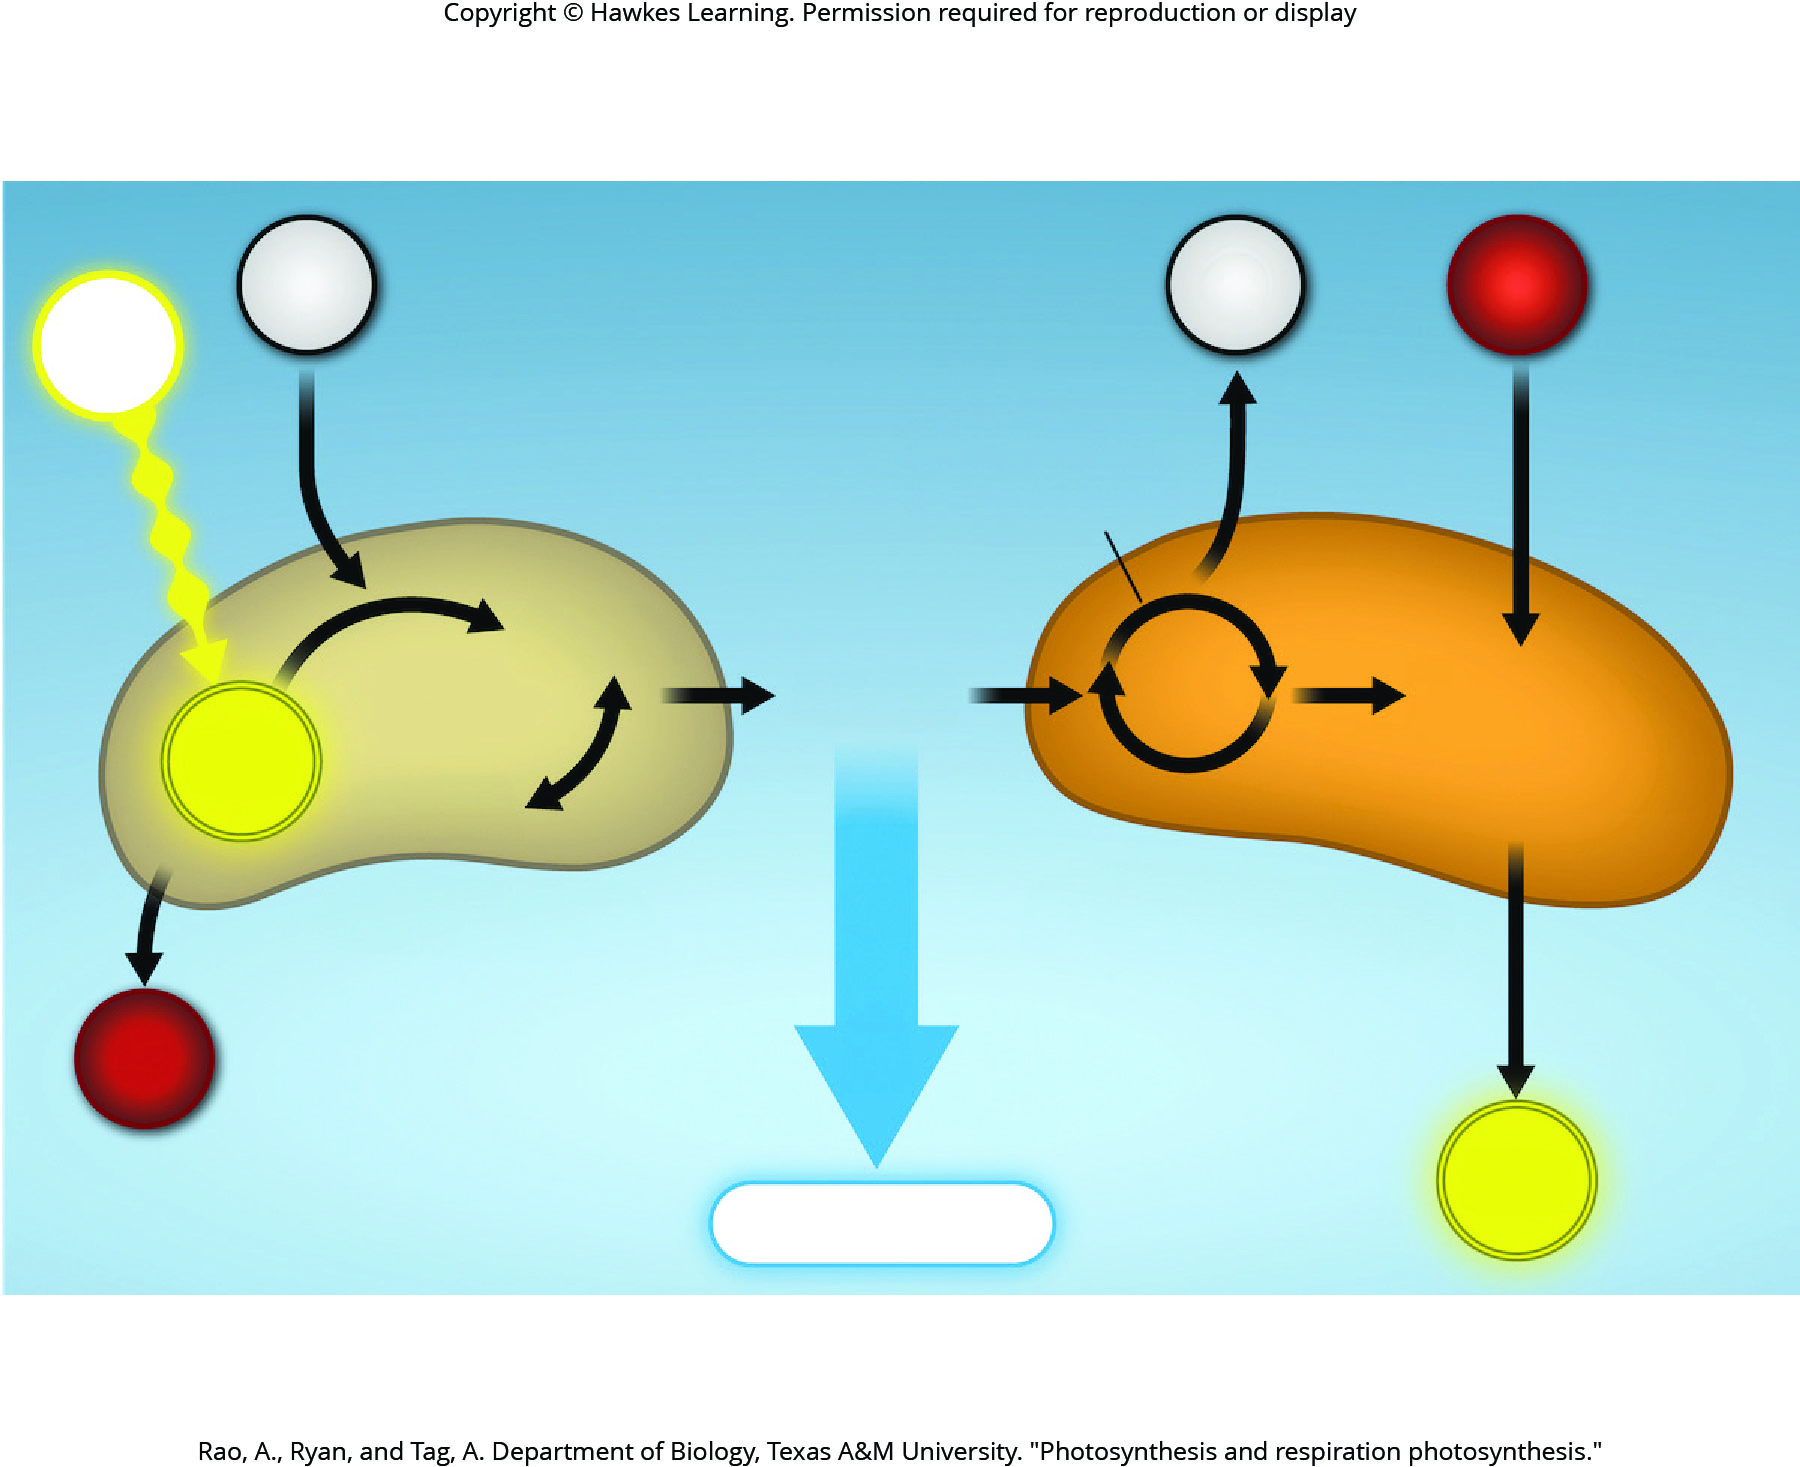 Copyright © Hawkes Learning. Permission required for reproduction or display
Rao, A., Ryan, and Tag, A. Department of Biology, Texas A&M University. "Photosynthesis and respiration photosynthesis."